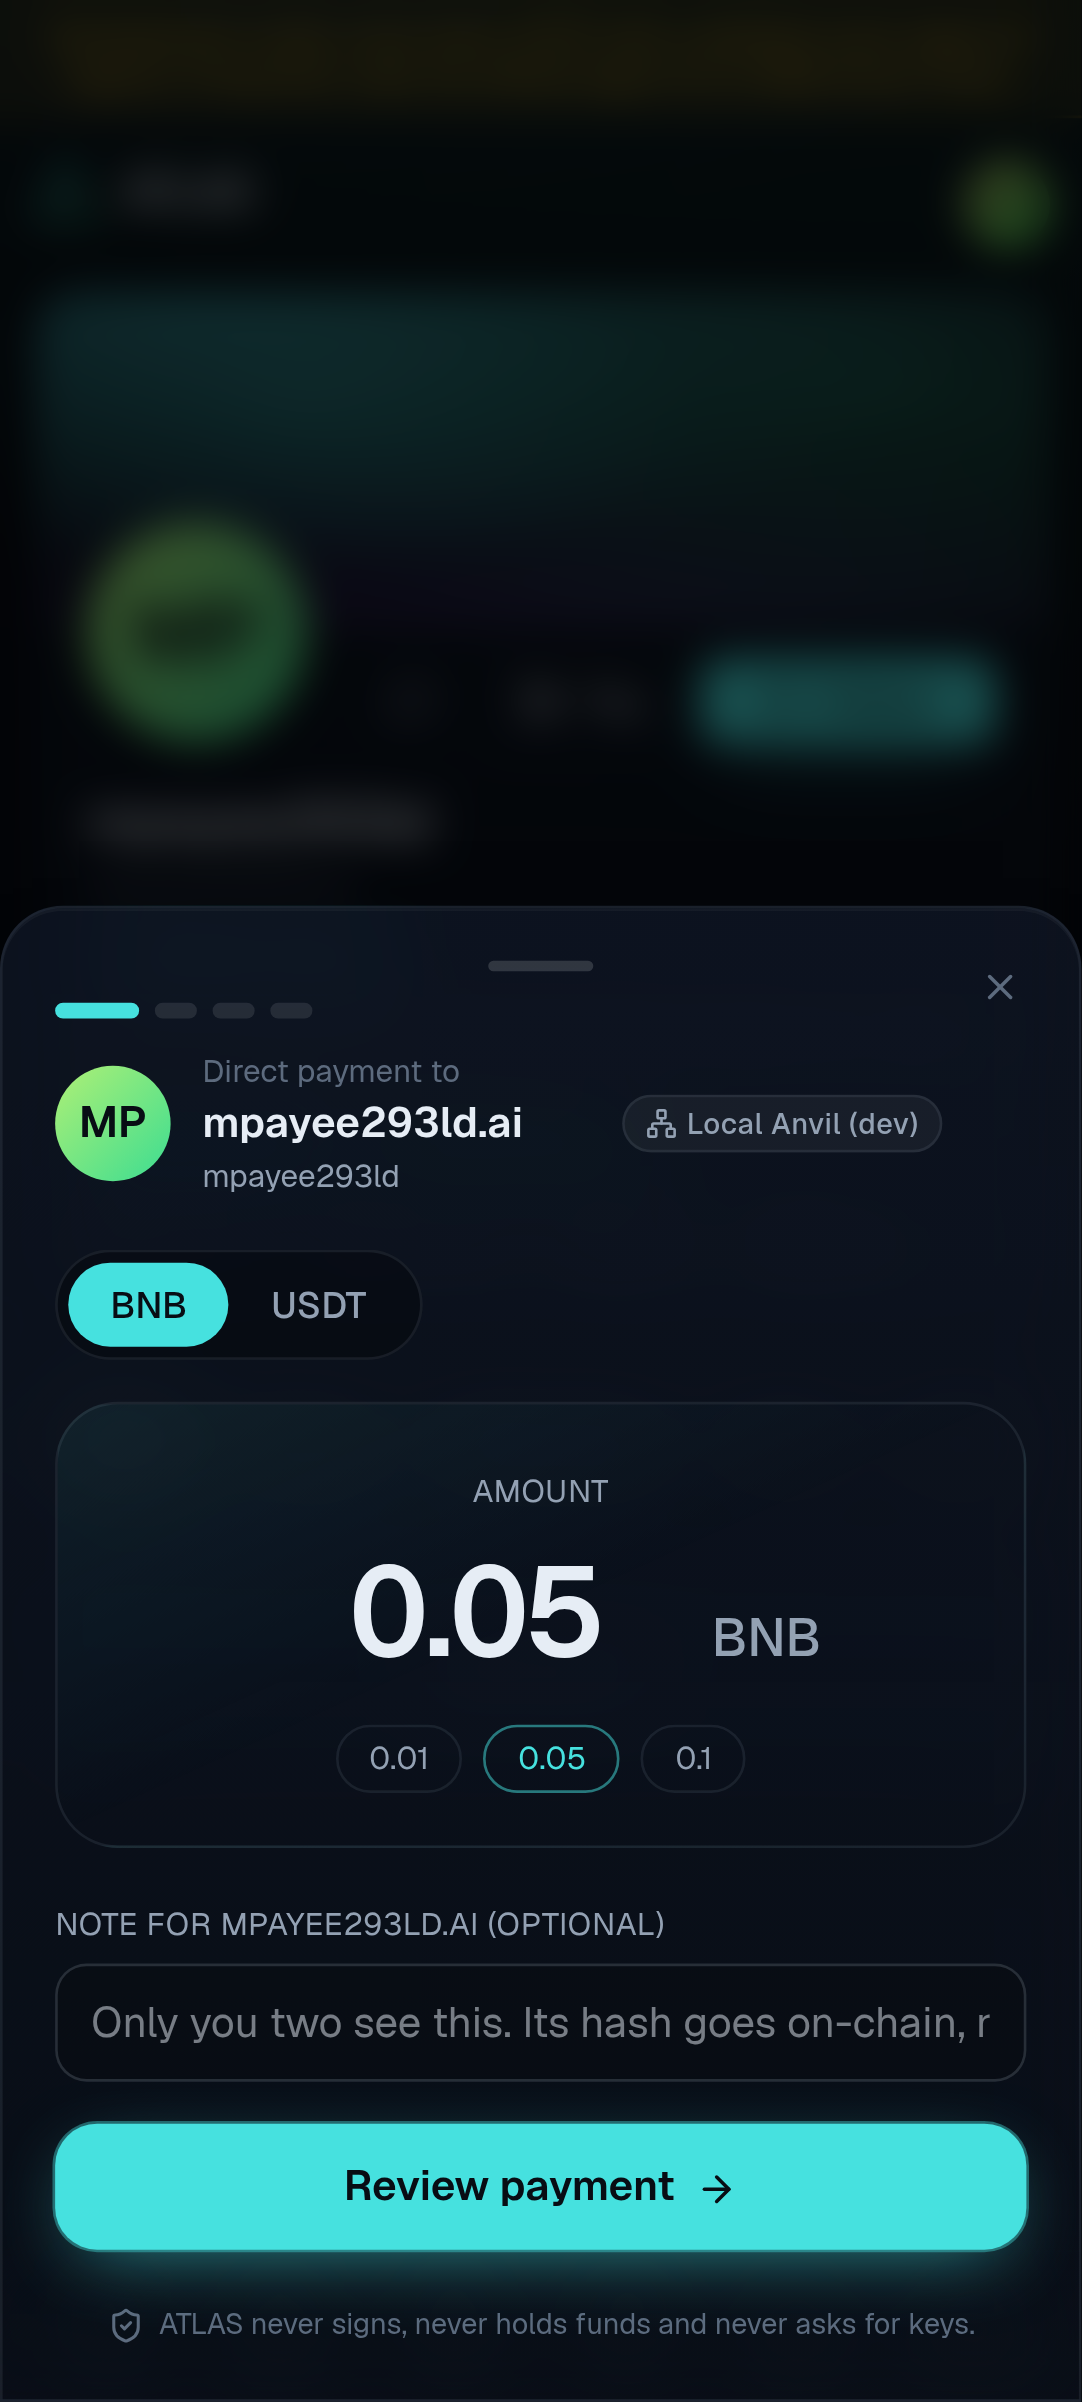 Direct payment to
MP
mpayee293ld.ai
Local Anvil (dev)
mpayee293ld
BNB
USDT
AMOUNT
0.05
BNB
0.01
0.05
0.1
NOTE FOR MPAYEE293LD.AI (OPTIONAL)
Only you two see this. Its hash goes on-chain,
Review payment →
ATLAS never signs, never holds funds and never asks for keys.